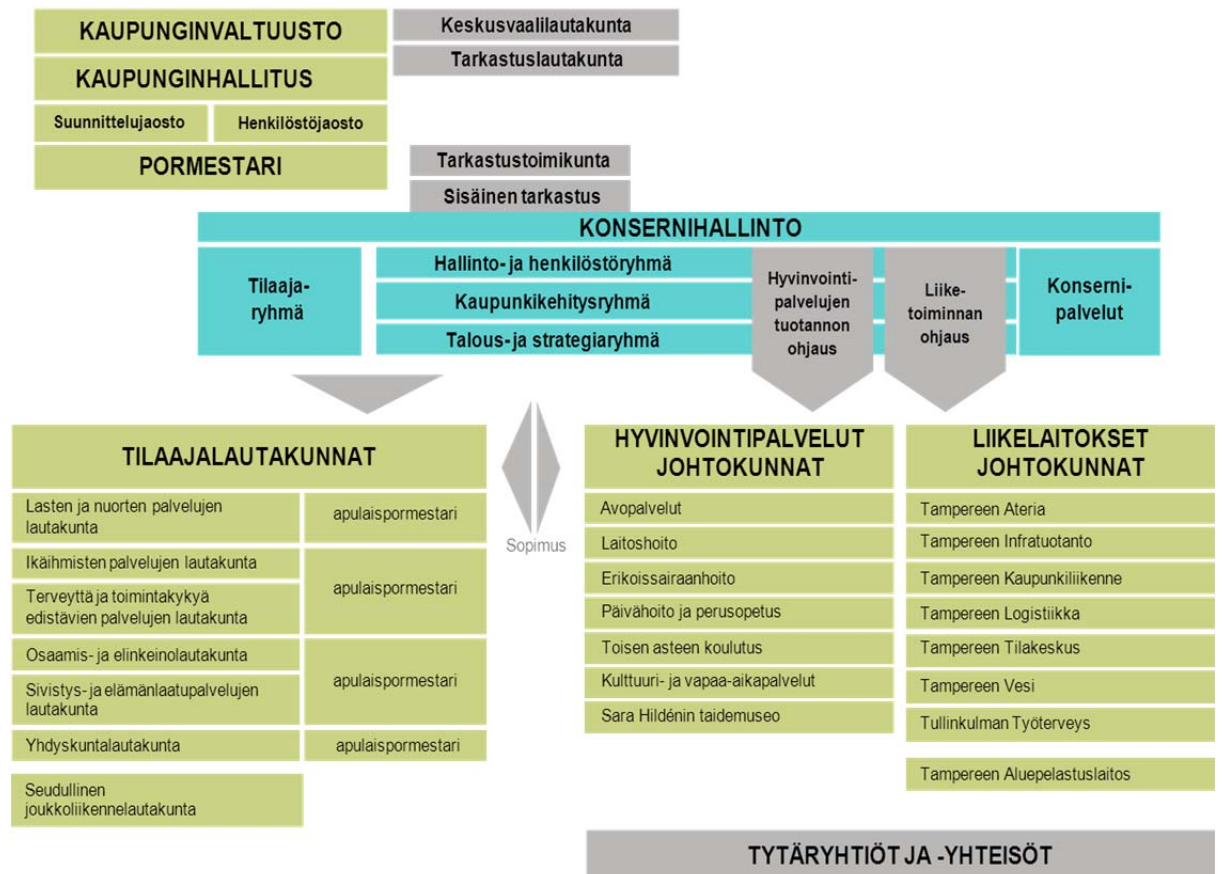 KAUPUNGINVALTUUSTO
Keskusvaalilautakunta
Tarkastuslautakunta
KAUPUNGINHALLITUS
Suunnittelujaosto
Henkilöstöjaosto
PORMESTARI
Tarkastustoimikunta
Sisäinen tarkastus
KONSERNIHALLINTO
Tilaaja-
ryhmä
Hallinto- ja henkilöstöryhmä
Kaupunkikehitysryhmä
Talous- ja strategiaryhmä
Hyvinvointi-
palvelujen
tuotannon
ohjaus
Liike-
toiminnan
ohjaus
Konserni-
palvelut
TILAAJALAUTAKUNNAT
Lasten ja nuorten palvelujen
lautakunta
apulaispormestari
Ikäihmisten palvelujen lautakunta
Terveyttä ja toimintakykyä
edistävien palvelujen lautakunta
apulaispormestari
Osaamis- ja elinkeinolautakunta
Sivistys- ja elämänlaatupalvelujen
lautakunta
apulaispormestari
Yhdyskuntalautakunta
apulaispormestari
Seudullinen
joukkoliikennelautakunta
Sopimus
HYVINVOINTIPALVELUT
JOHTOKUNNAT
Avopalvelut
Laitoshoito
Erikoissairaanhoito
Päivähoito ja perusopetus
Toisen asteen koulutus
Kulttuuri- ja vapaa-aikapalvelut
Sara Hildénin taidemuseo
LIIKELAITOKSET
JOHTOKUNNAT
Tampereen Ateria
Tampereen Infratuotanto
Tampereen Kaupunkiliikenne
Tampereen Logistiikka
Tampereen Tilakeskus
Tampereen Vesi
Tullinkulman Työterveys
Tampereen Aluepelastuslaitos
TYTÄRYHTIÖT JA -YHTEISÖT